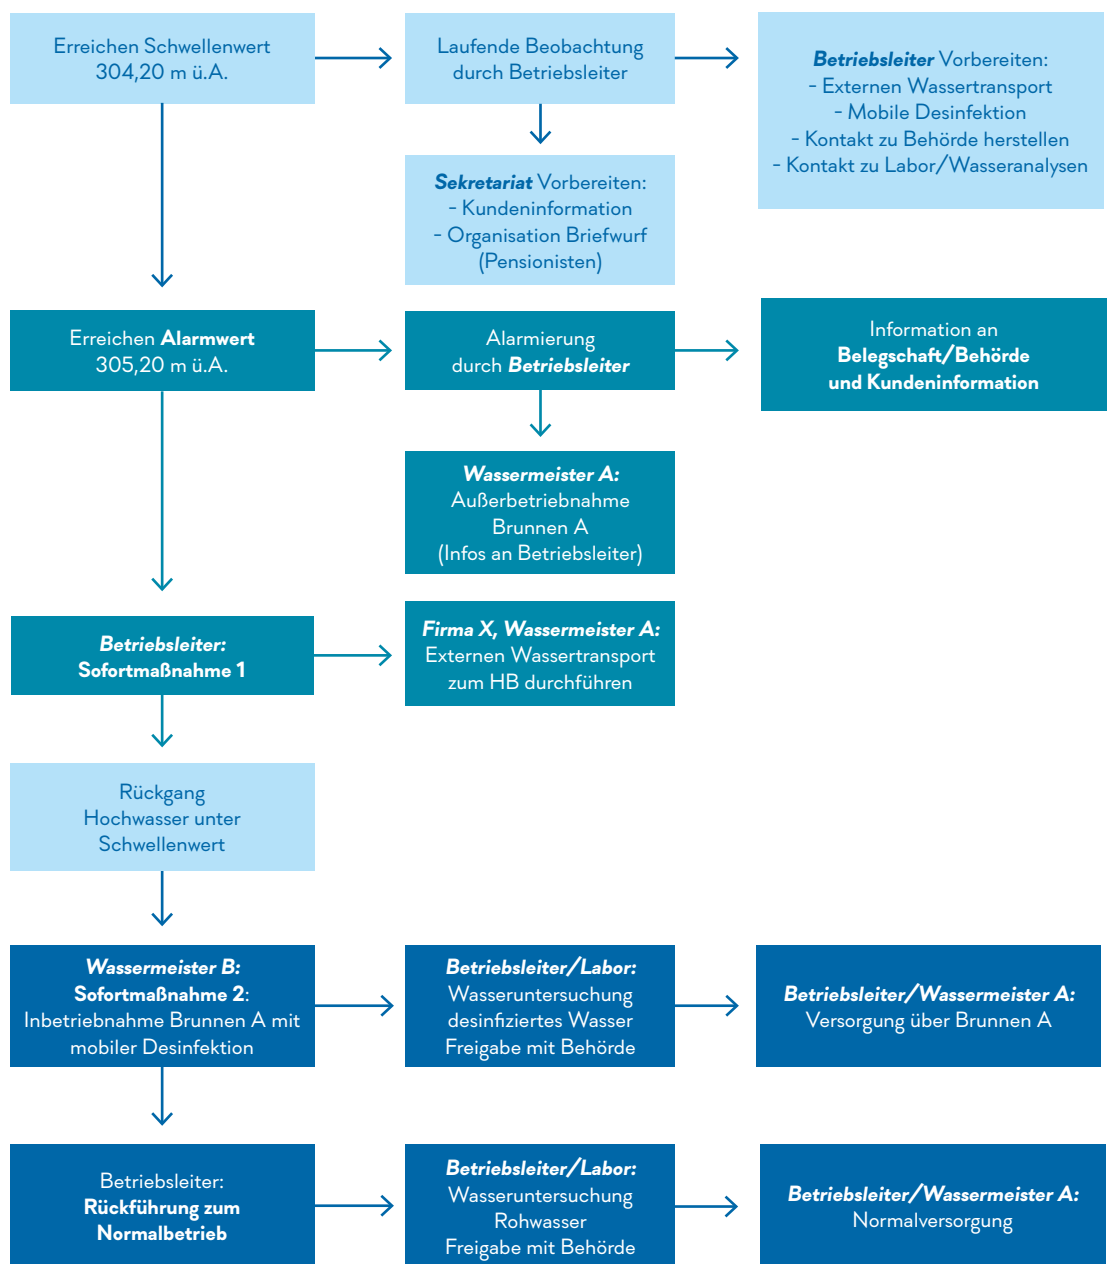 Erreichen Schwellenwert
304,20 m ü.A.
Laufende Beobachtung
durch Betriebsleiter
Betriebsleiter Vorbereiten:
- Externen Wassertransport
- Mobile Desinfektion
- Kontakt zu Behörde herstellen
- Kontakt zu Labor/Wasseranalysen
Sekretariat Vorbereiten:
- Kundeninformation
- Organisation Briefwurf
(Pensionisten)
Erreichen Alarmwert
305,20 m ü.A.
Alarmierung
durch Betriebsleiter
Information an
Belegschaft/Behörde
und Kundeninformation
Wassermeister A:
Außerbetriebnahme
Brunnen A
(Infos an Betriebsleiter)
Betriebsleiter:
Sofortmaßnahme 1
Firma X, Wassermeister A:
Externen Wassertransport
zum HB durchführen
Rückgang
Hochwasser unter
Schwellenwert
Wassermeister B:
Sofortmaßnahme 2:
Inbetriebnahme Brunnen A mit
mobiler Desinfektion
Betriebsleiter/Labor:
Wasseruntersuchung
desinfiziertes Wasser
Freigabe mit Behörde
Betriebsleiter/Wassermeister A:
Versorgung über Brunnen A
Betriebsleiter:
Rückführung zum
Normalbetrieb
Betriebsleiter/Labor:
Wasseruntersuchung
Rohwasser
Freigabe mit Behörde
Betriebsleiter/Wassermeister A:
Normalversorgung